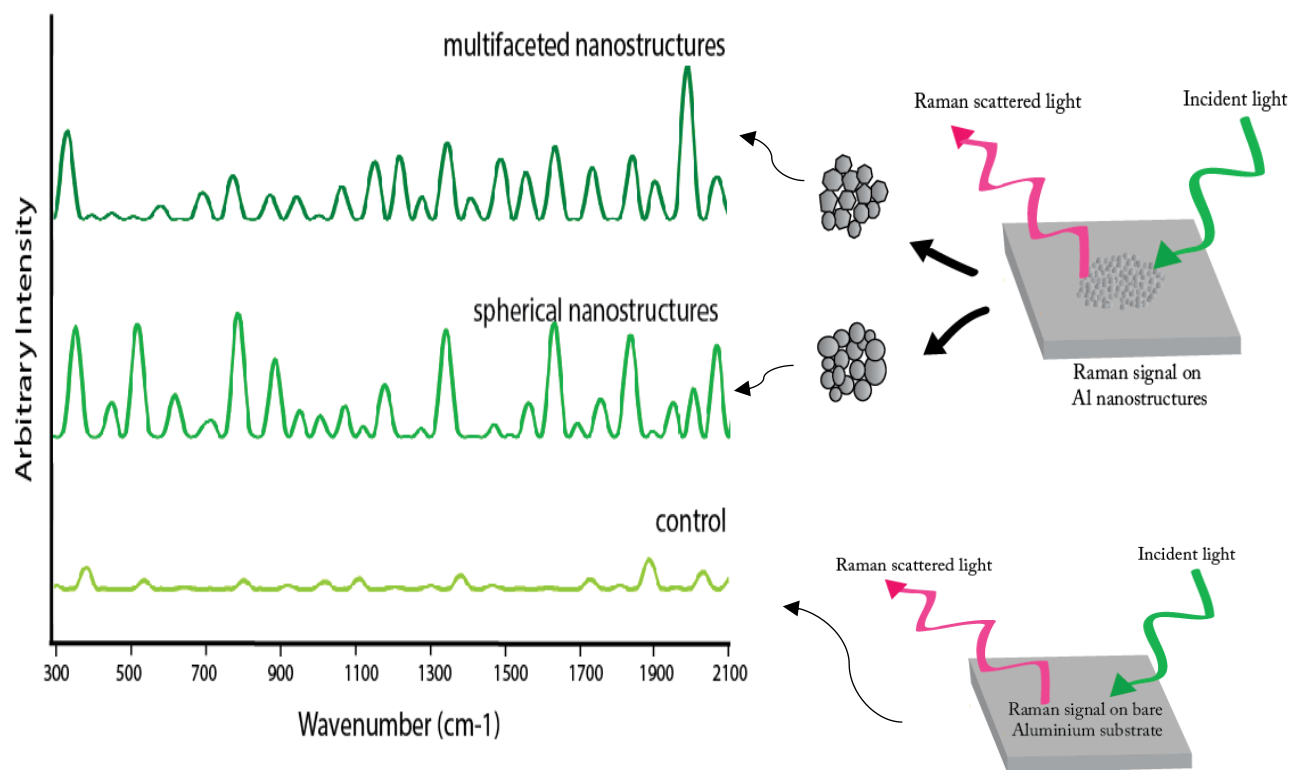 multifaceted nanostructures
spherical nanostructures
control
Arbitrary Intensity
300 500 700 900 1100 1300 1500 1700 1900 2100
Wavenumber (cm-1)
Raman scattered light
Incident light
Raman signal on
Al nanostructures
Raman scattered light
Incident light
Raman signal on bare
Aluminium substrate